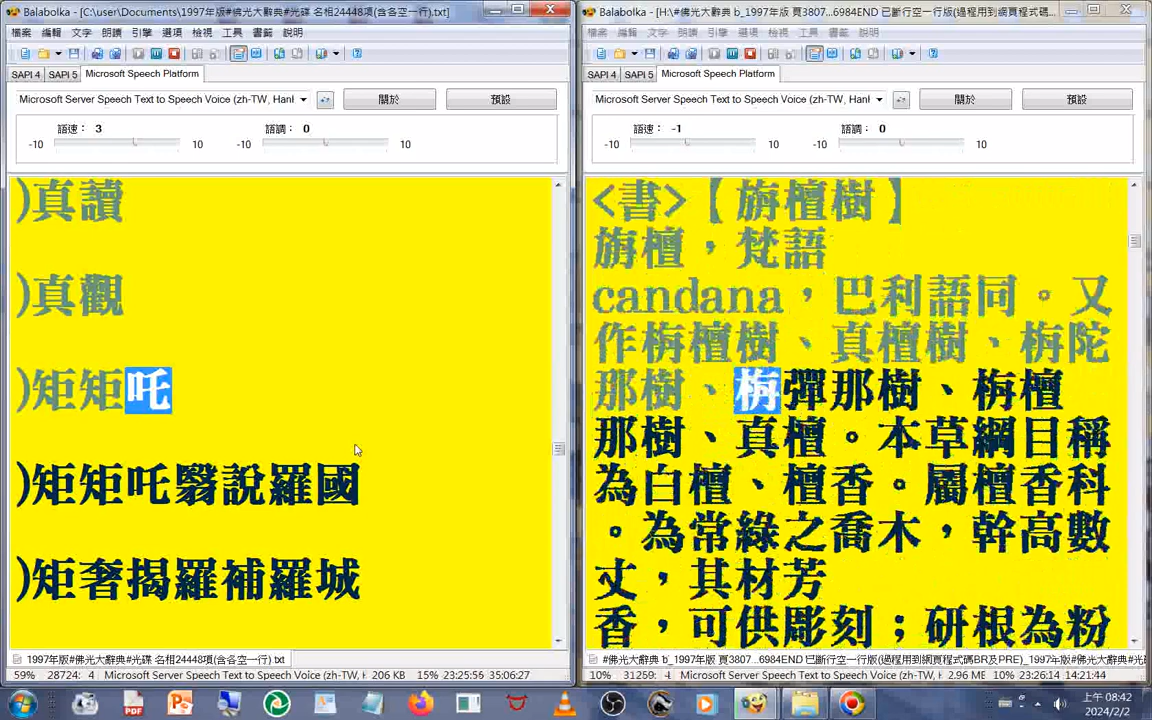 Balabolka - [C:\user\Documents\1997年版#佛光大辭典#光碟 名相24448項(含各空一行).txt]
檔案 編輯 文字 朗讀 引擎 選項 檢視 工具 書籤 說明
SAPI 4 SAPI 5 Microsoft Speech Platform
Microsoft Server Speech Text to Speech Voice (zh-TW, Hanl
關於 預設
語速： 3 語調： 0
-10 10 -10 10
)真讀
)真觀
)矩矩吒
)矩矩吒翳說羅國
)矩奢揭羅補羅城
1997年版#佛光大辭典#光碟 名相24448項(含各空一行).txt
59% 28724: 4 Microsoft Server Speech Text to Speech Voice (zh-TW, H 206 KB 15% 23:25:56 35:06:27
Balabolka - [H:\#佛光大辭典 b_1997年版 頁3807...6984END 已斷行空一行版(過程用到網頁程式碼...
檔案 編輯 文字 朗讀 引擎 選項 檢視 工具 書籤 說明
SAPI 4 SAPI 5 Microsoft Speech Platform
Microsoft Server Speech Text to Speech Voice (zh-TW, Hanl
關於 預設
語速： -1 語調： 0
-10 10 -10 10
<書>【旃檀樹】
旃檀，梵語
candana，巴利語同。又
作栴檀樹、真檀樹、栴陀
那樹、栴彈那樹、栴檀
那樹、真檀。本草綱目稱
為白檀、檀香。屬檀香科
。為常綠之喬木，幹高數
丈，其材芳
香，可供彫刻；研根為粉
#佛光大辭典 b_1997年版 頁3807...6984END 已斷行空一行版(過程用到網頁程式碼BR及PRE)_1997年版#光
10% 31259: 4 Microsoft Server Speech Text to Speech Voice (zh-TW, H 2.96 MB 10% 23:26:14 14:21:44
PDF
上午 08:42
2024/2/2